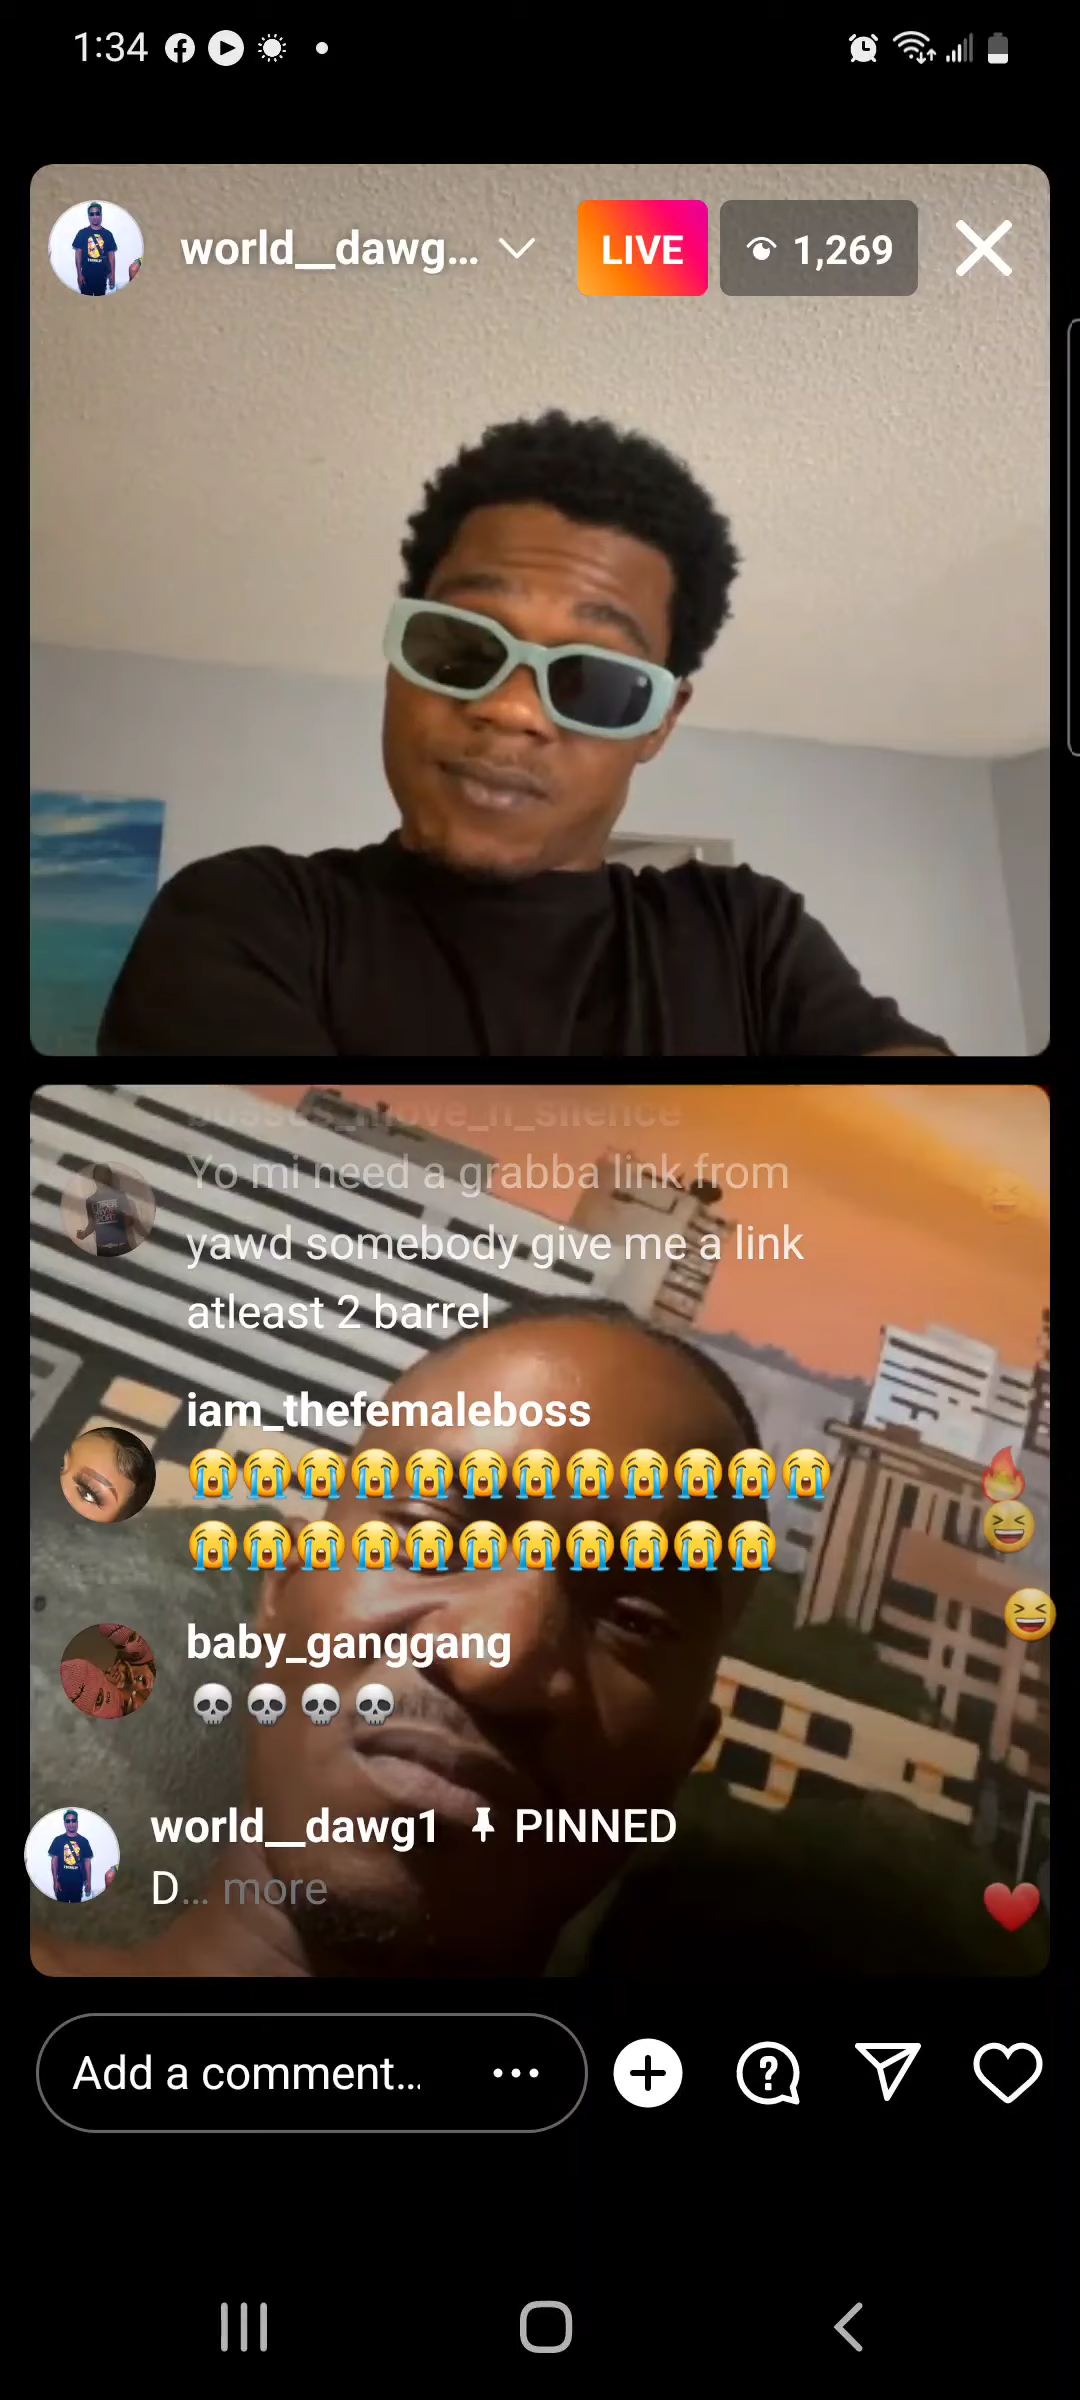 1:34
world__dawg...
LIVE
1,269
bosses_move_n_silence
Yo mi need a grabba link from
yawd somebody give me a link
atleast 2 barrel
iam_thefemaleboss
😭😭😭😭😭😭😭😭😭😭😭😭
😭😭😭😭😭😭😭😭😭😭😭
baby_ganggang
💀💀💀💀
world__dawg1 PINNED
D... more
Add a comment...